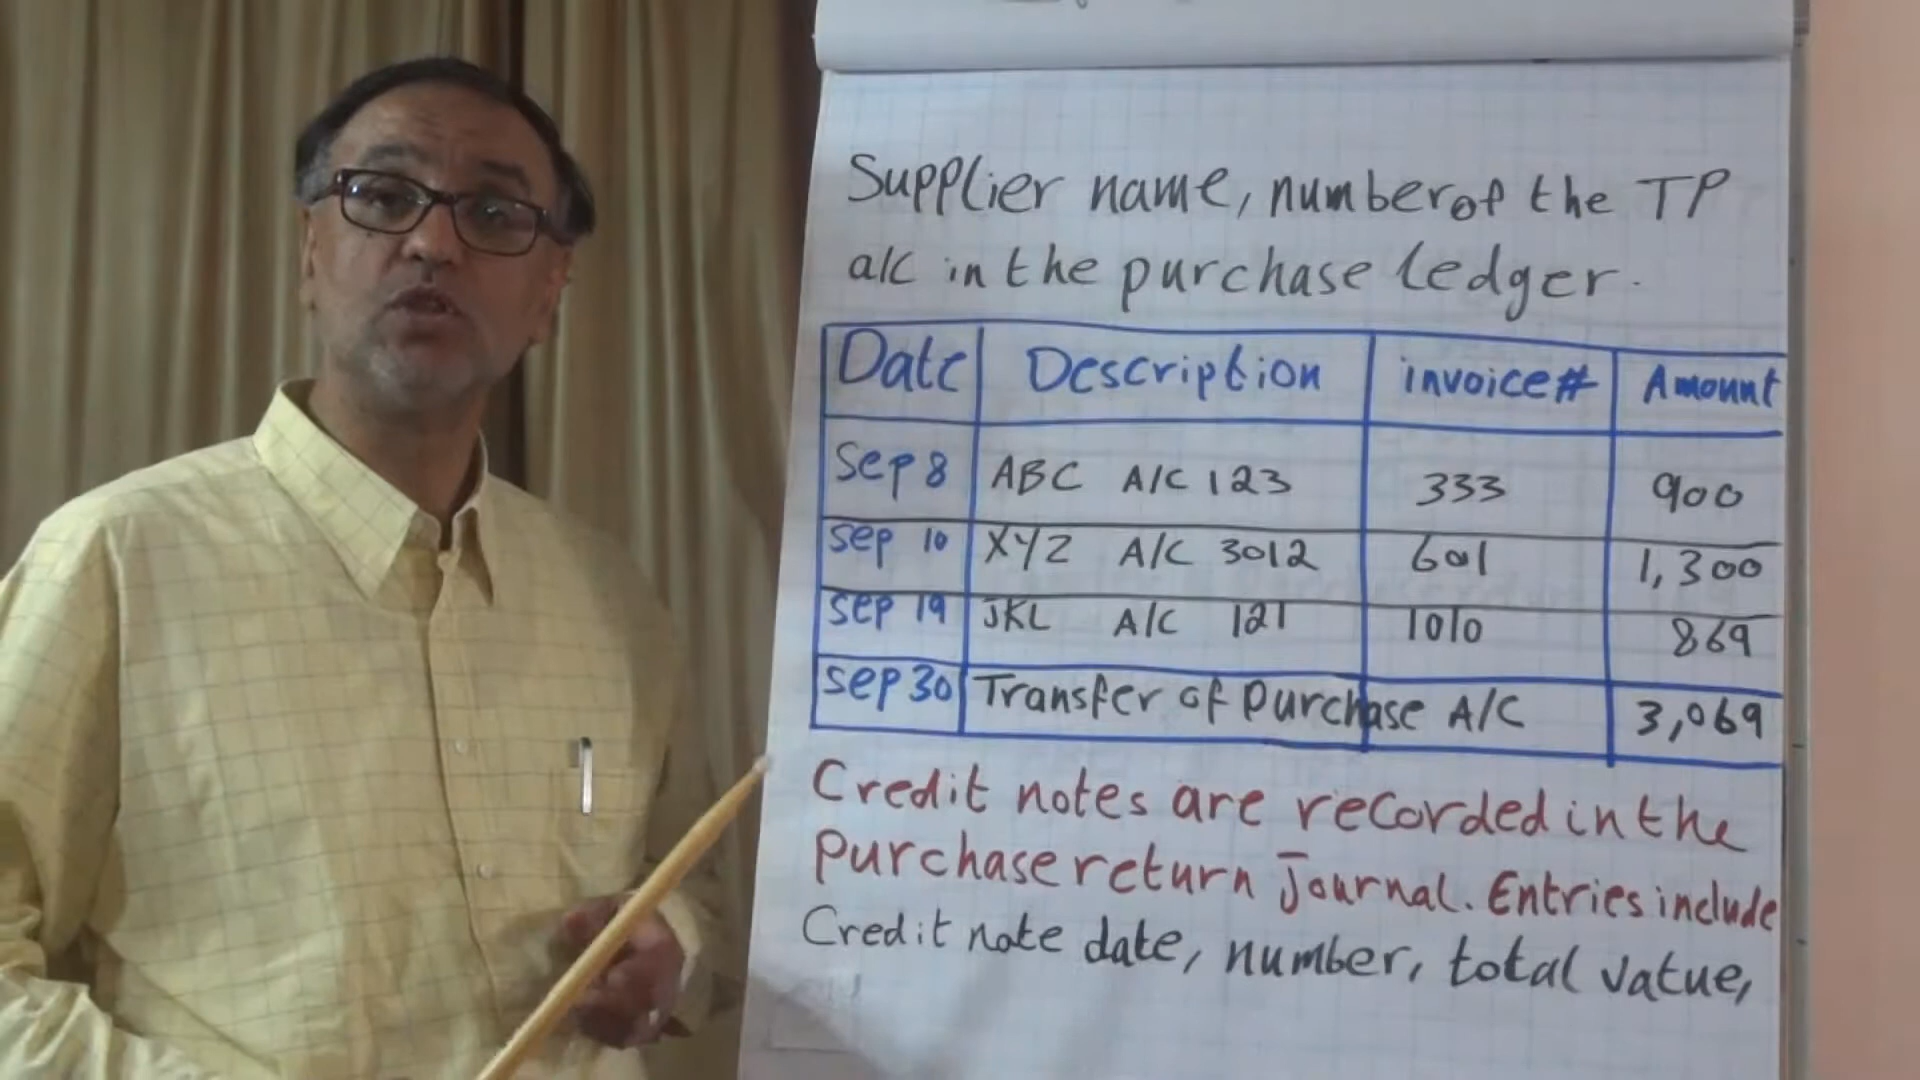 Supplier name, number of the TP
a/c in the purchase ledger.
Date Description invoice# Amount
Sep 8 ABC A/C 123 333 900
Sep 10 XYZ A/C 3012 601 1,300
Sep 19 JKL A/C 121 1010 869
Sep 30 Transfer of Purchase A/C 3,069
Credit notes are recorded in the
purchase return Journal. Entries include
Credit note date, number, total value,